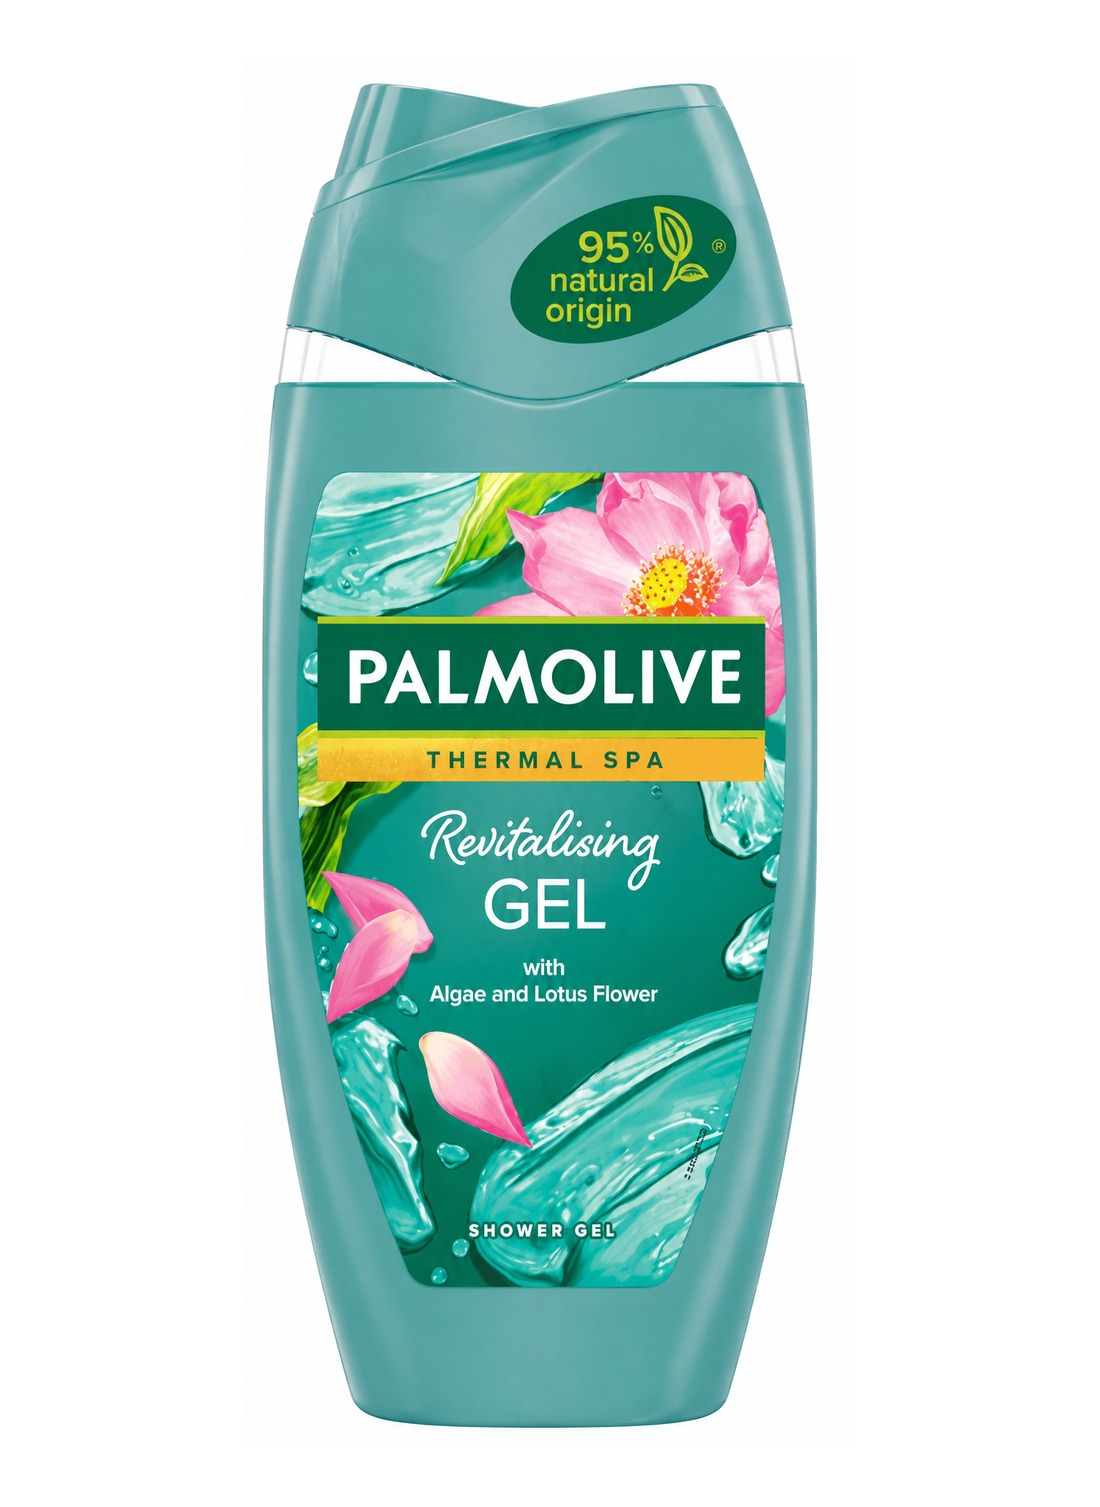 95%
natural
origin
®
PALMOLIVE
THERMAL SPA
Revitalising
GEL
with
Algae and Lotus Flower
SHOWER GEL